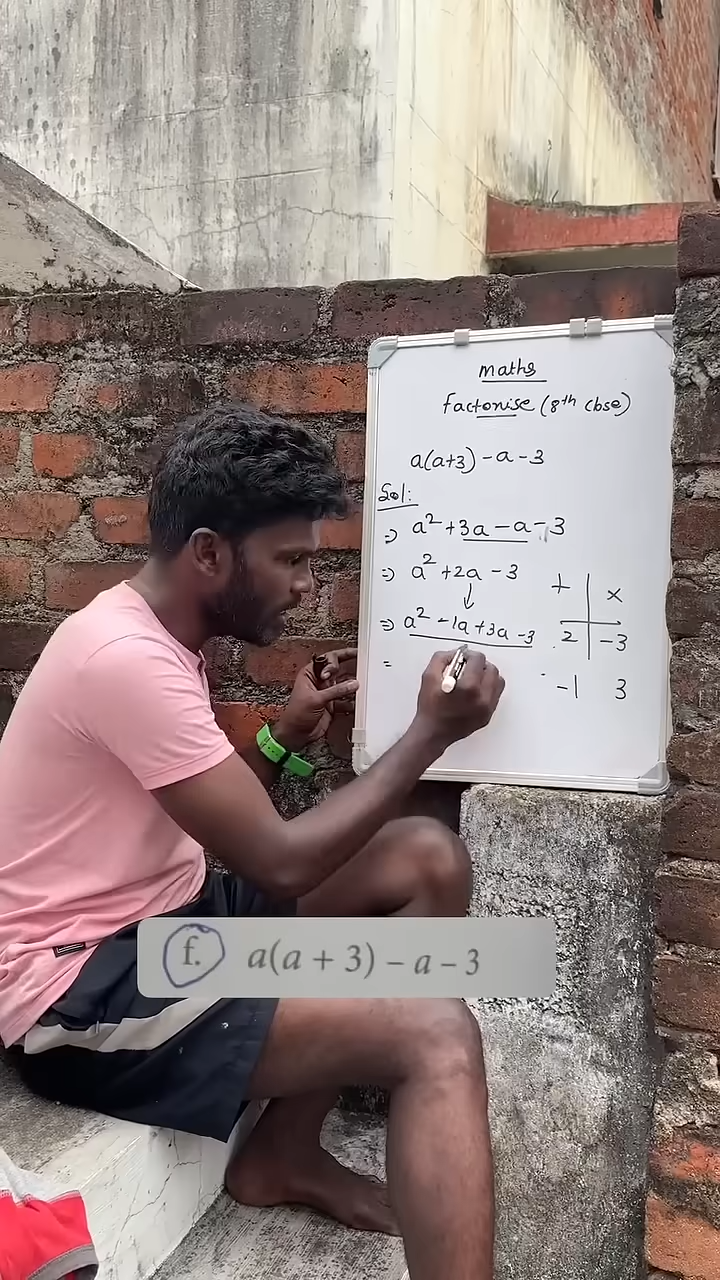 maths
factorise (8th cbse)
a(a+3) -a-3
Sol:
=> a² +3a -a -3
=> a² +2a -3
↓
=> a² -1a +3a -3
=
+ x
2 -3
-1 3
f. a(a + 3) – a – 3